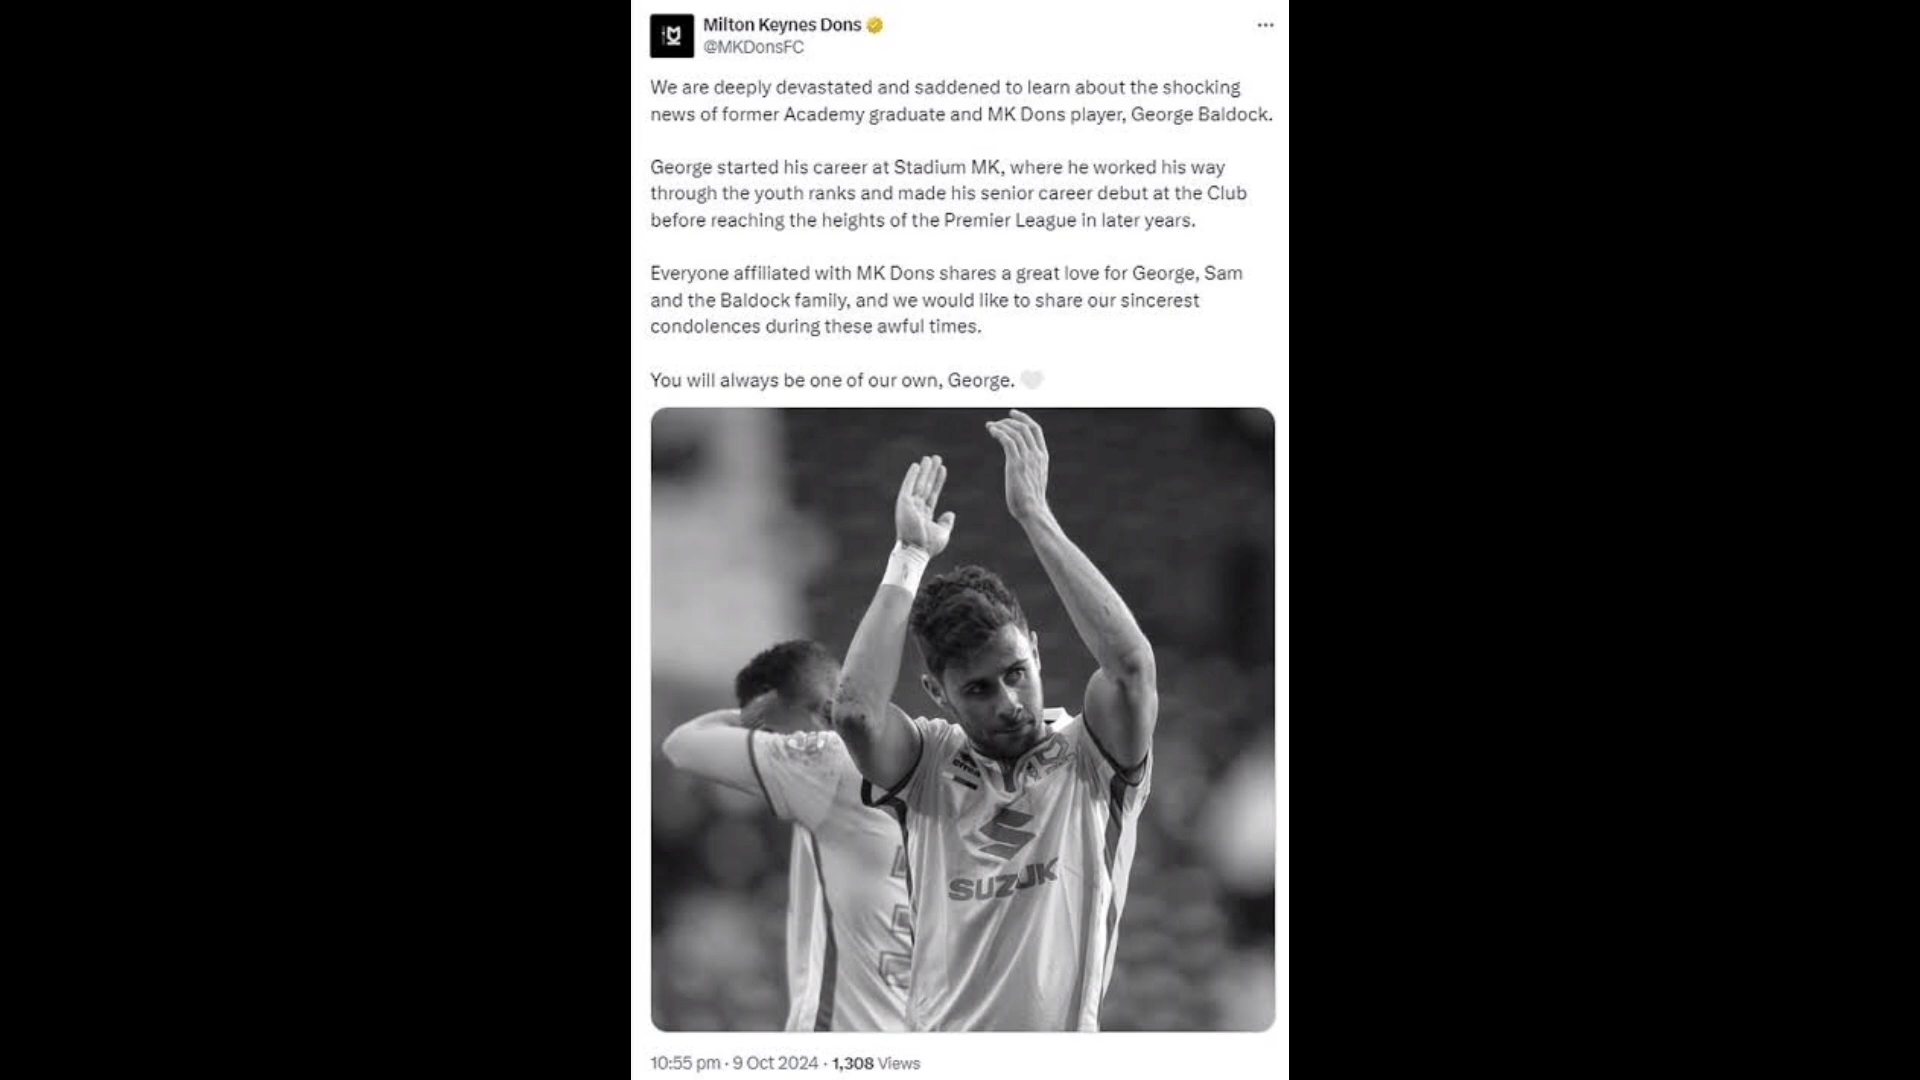 Milton Keynes Dons
@MKDonsFC
We are deeply devastated and saddened to learn about the shocking
news of former Academy graduate and MK Dons player, George Baldock.
George started his career at Stadium MK, where he worked his way
through the youth ranks and made his senior career debut at the Club
before reaching the heights of the Premier League in later years.
Everyone affiliated with MK Dons shares a great love for George, Sam
and the Baldock family, and we would like to share our sincerest
condolences during these awful times.
You will always be one of our own, George. 🤍
SUZUK
10:55 pm · 9 Oct 2024 · 1,308 Views